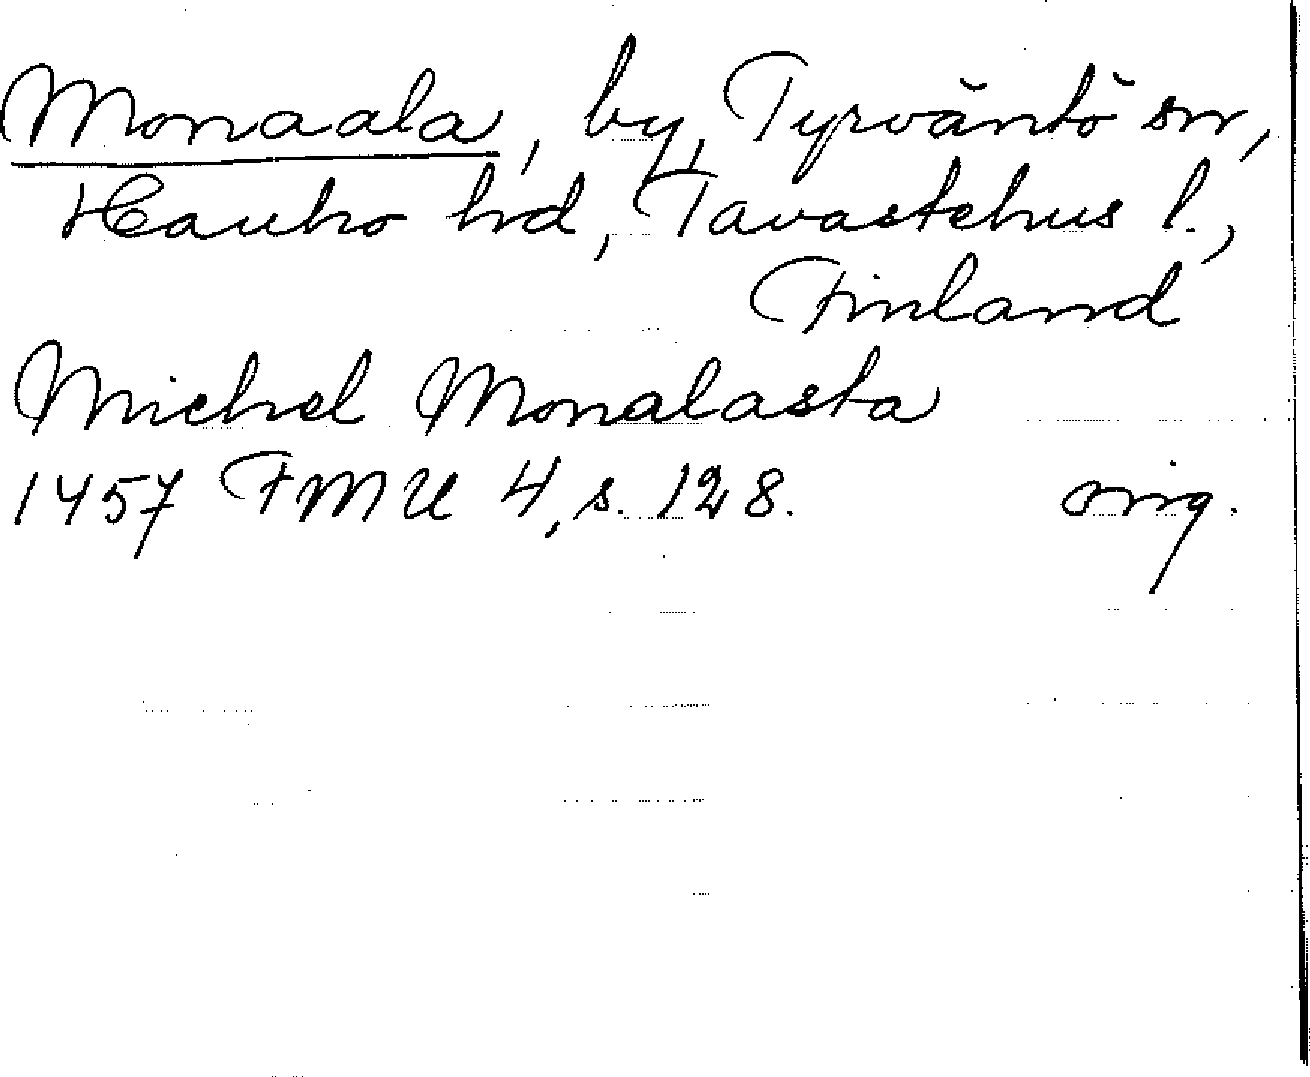 Monaala, by, Tyrväntö sn,
Hauho hd, Tavastehus l.,
Finland
Michel Monalasta
1457 FMU 4, s. 128. orig.